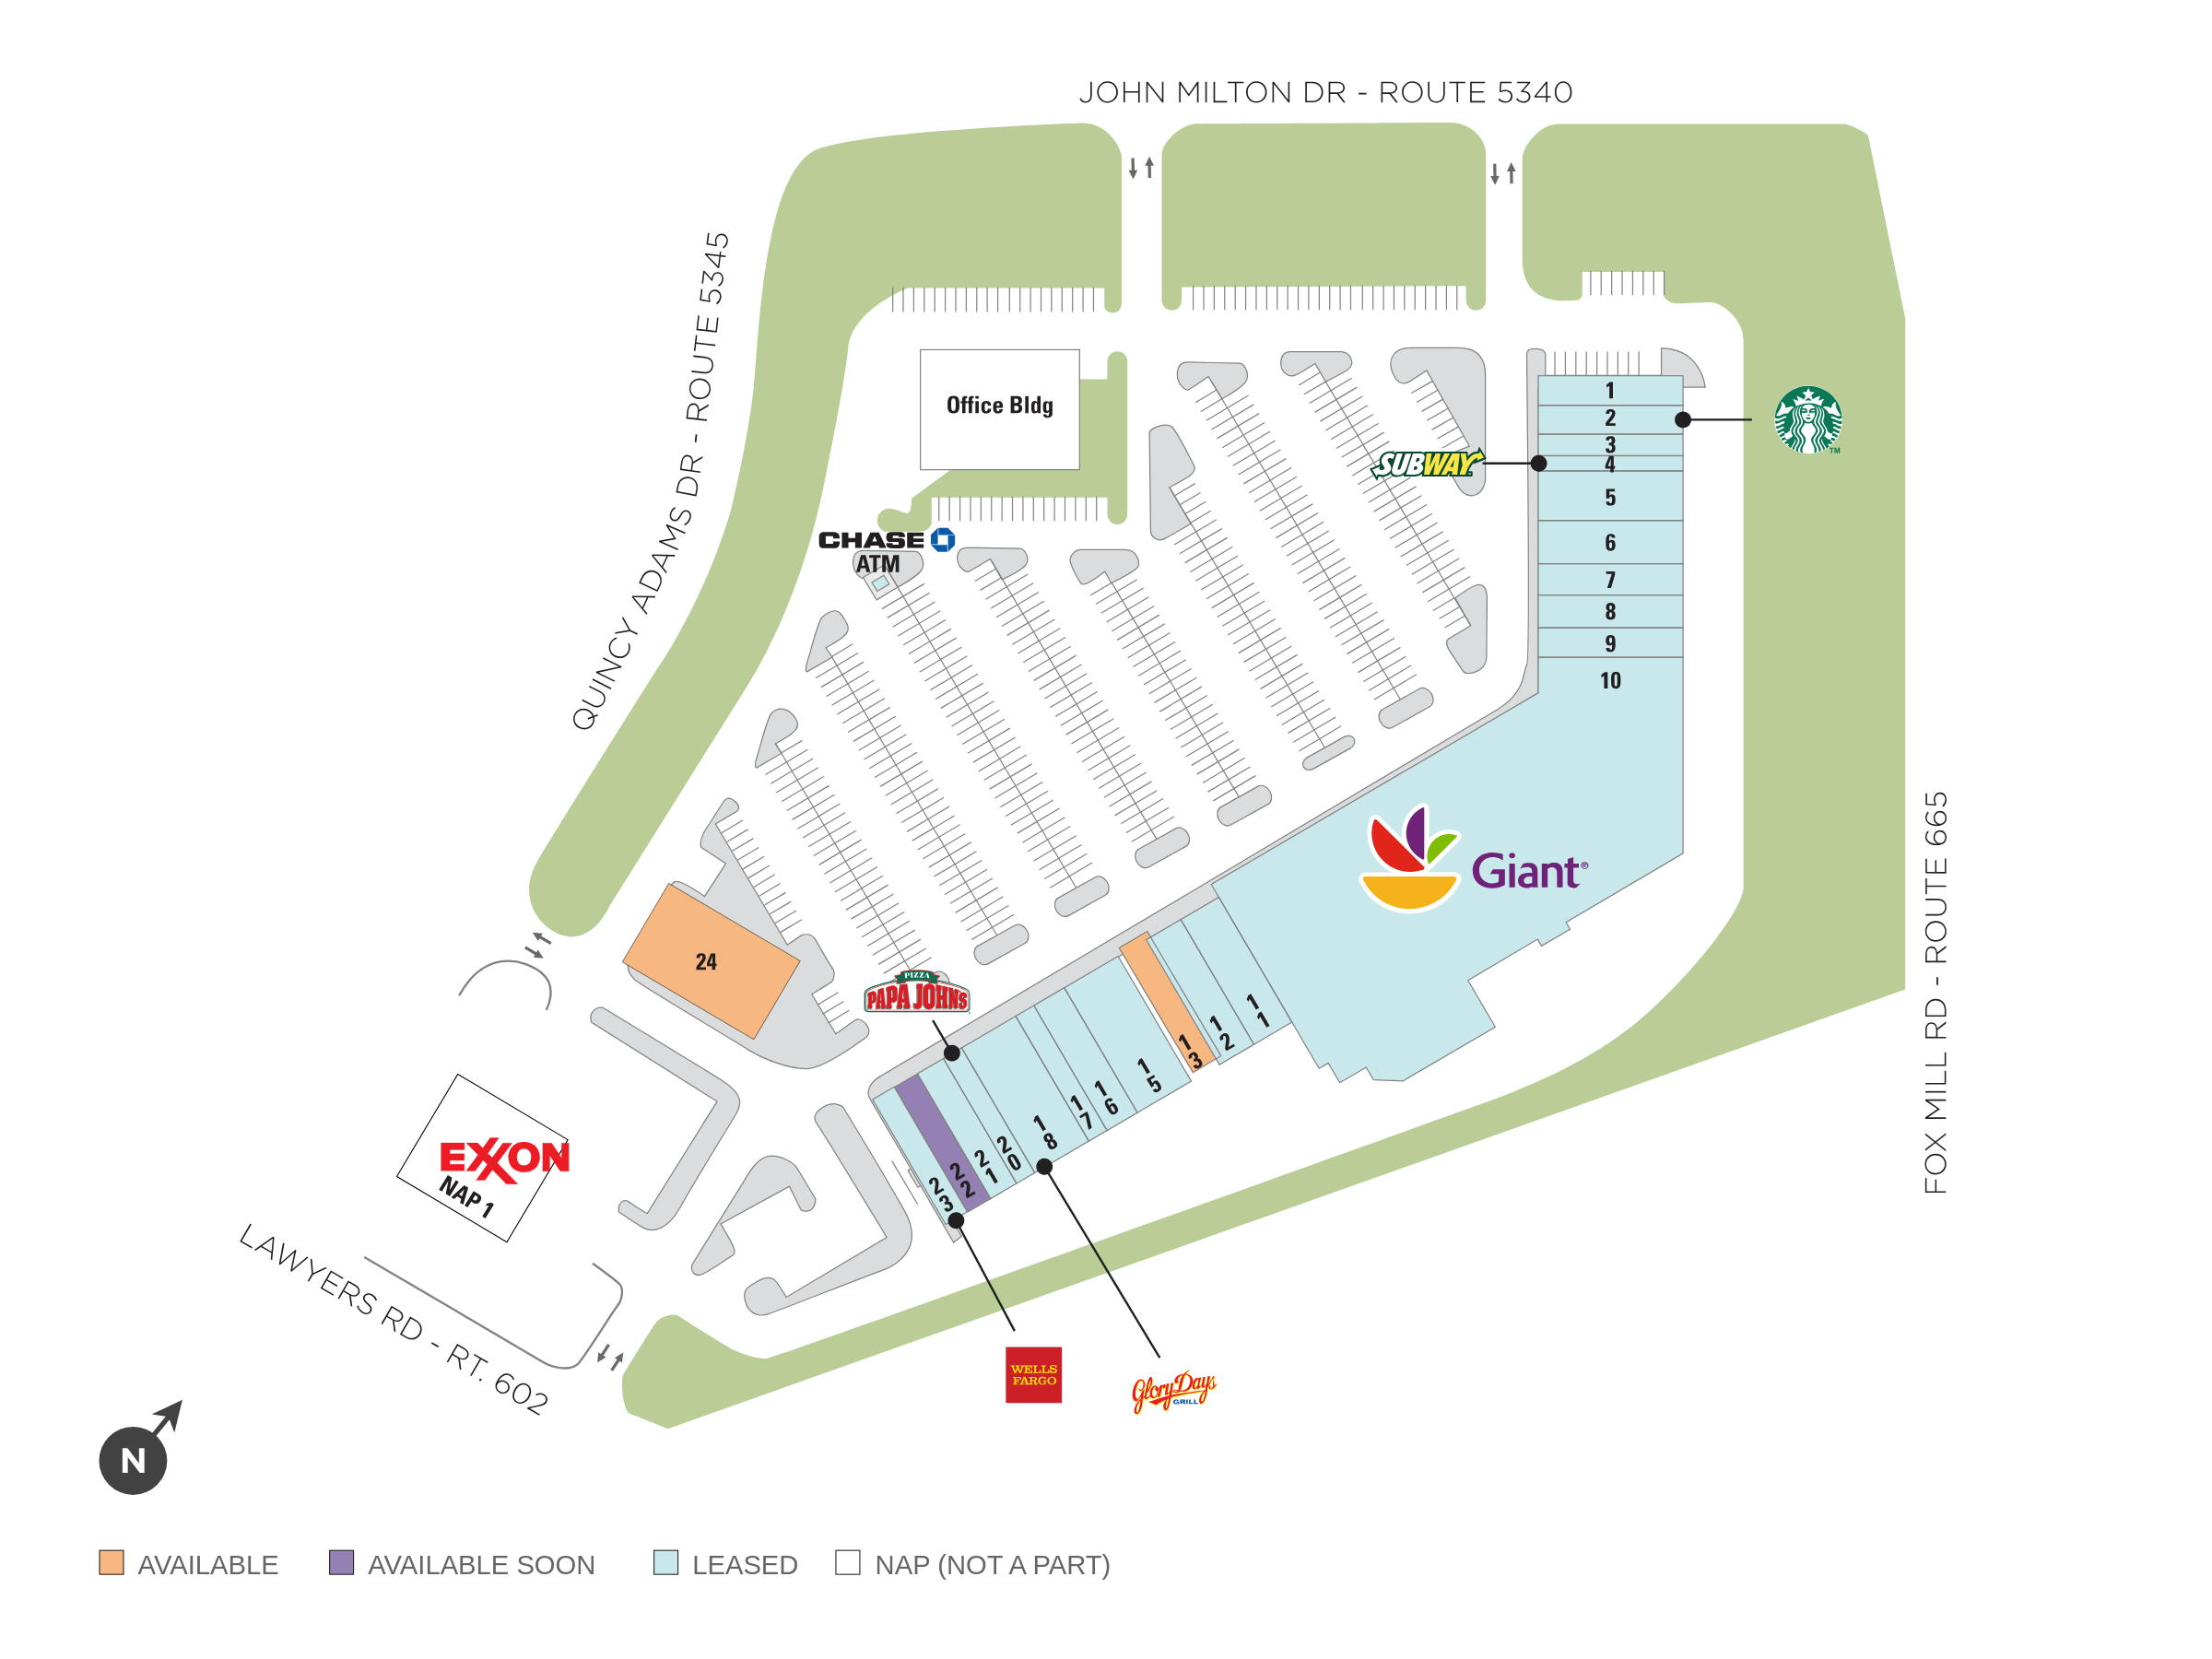 JOHN MILTON DR - ROUTE 5340
QUINCY ADAMS DR - ROUTE 5345
FOX MILL RD - ROUTE 665
LAWYERS RD - RT. 602
Office Bldg
CHASE
ATM
SUBWAY
TM
1
2
3
4
5
6
7
8
9
10
Giant®
11
12
13
15
16
17
18
20
21
22
23
24
PIZZA
PAPA JOHNS
EXXON
NAP 1
WELLS
FARGO
Glory Days
GRILL
N
AVAILABLE
AVAILABLE SOON
LEASED
NAP (NOT A PART)